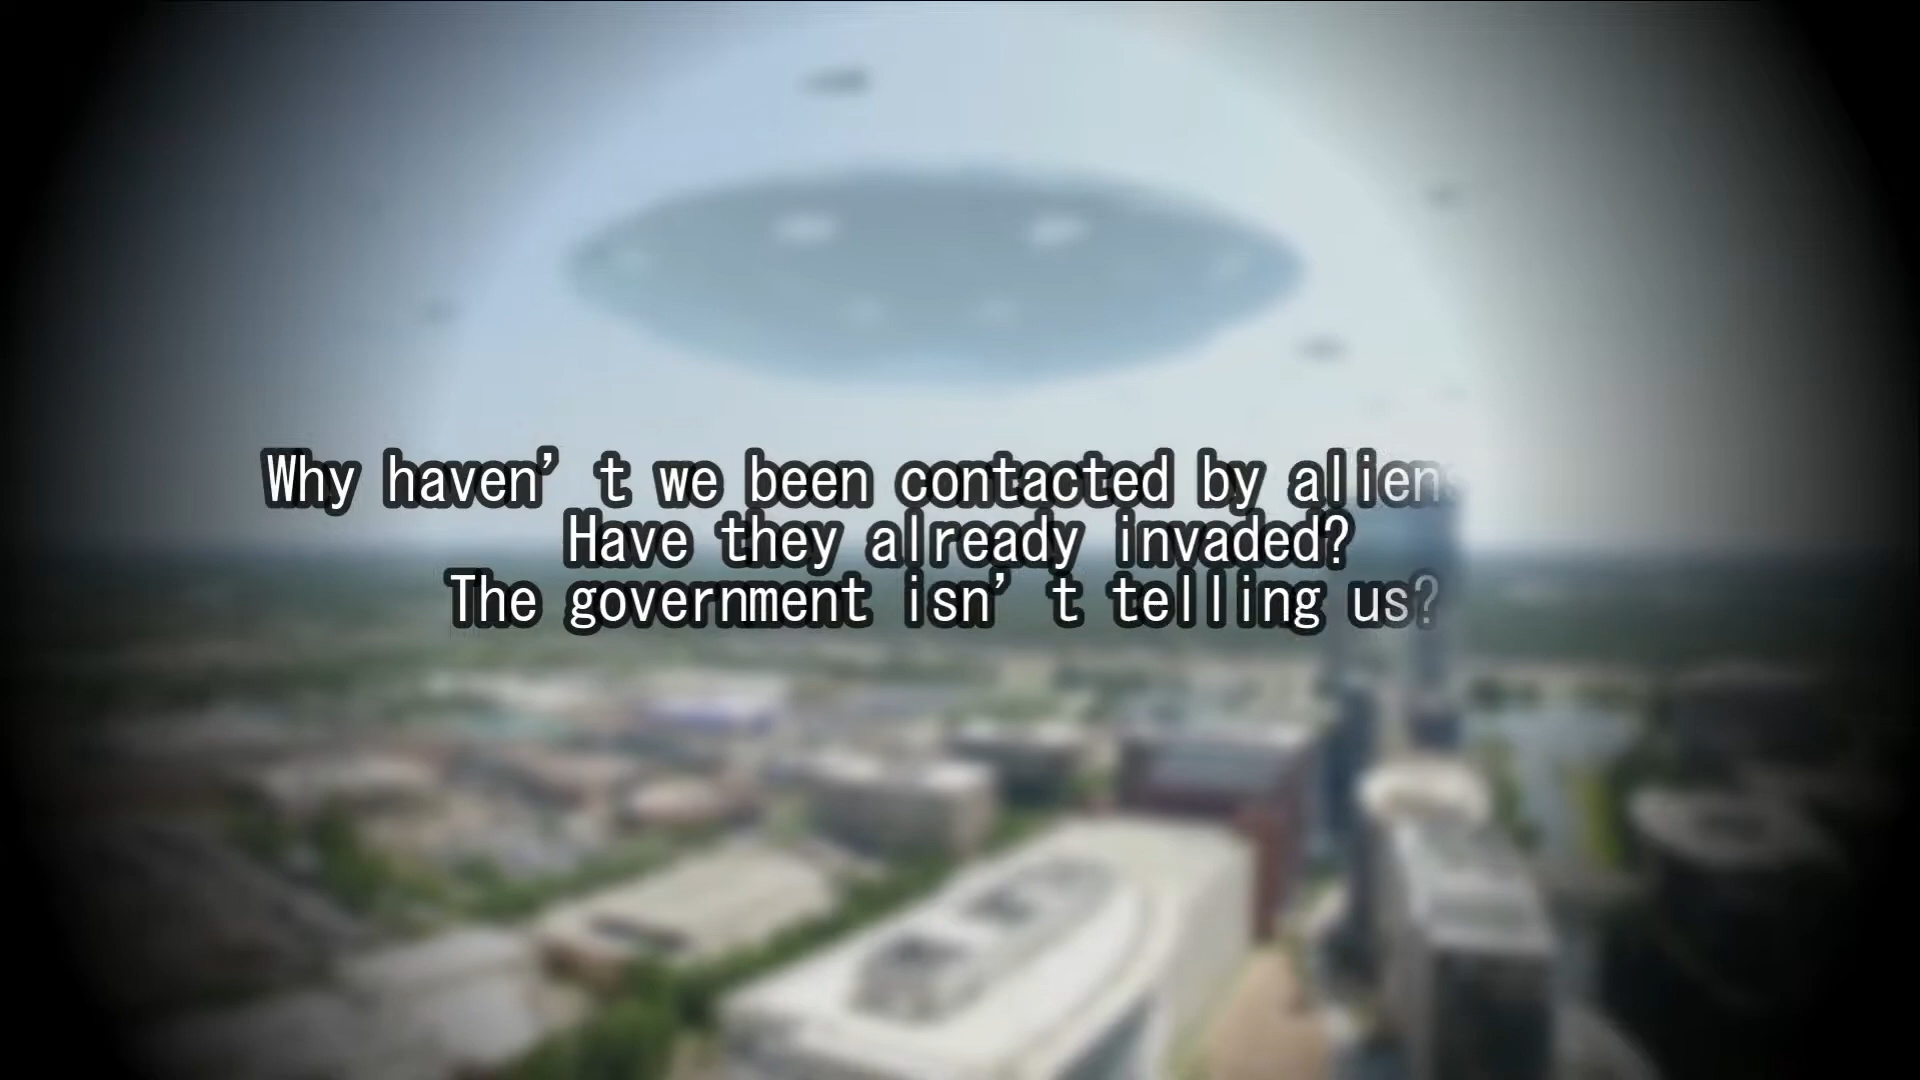 Why haven't we been contacted by aliens
Have they already invaded?
The government isn't telling us?